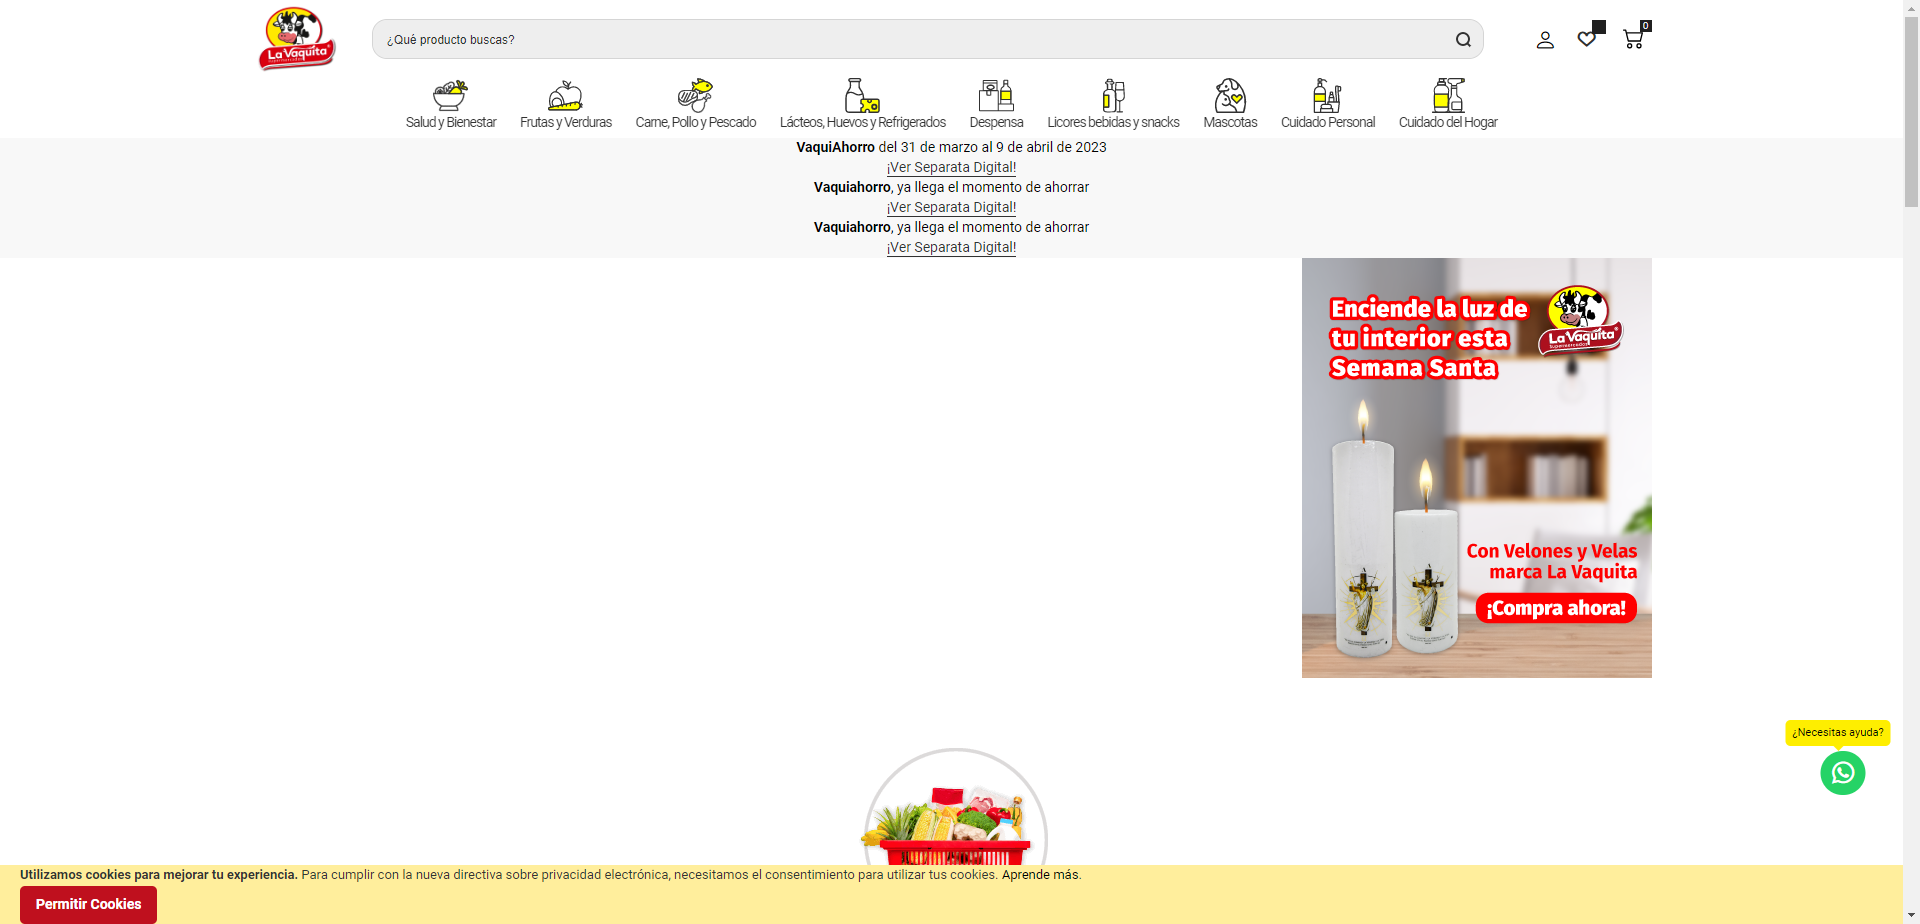 La Vaquita
Supermercados
¿Qué producto buscas?
0
Salud y Bienestar
Frutas y Verduras
Carne, Pollo y Pescado
Lácteos, Huevos y Refrigerados
Despensa
Licores bebidas y snacks
Mascotas
Cuidado Personal
Cuidado del Hogar
VaquiAhorro del 31 de marzo al 9 de abril de 2023
¡Ver Separata Digital!
Vaquiahorro, ya llega el momento de ahorrar
¡Ver Separata Digital!
Vaquiahorro, ya llega el momento de ahorrar
¡Ver Separata Digital!
Enciende la luz de
tu interior esta
Semana Santa
La Vaquita
Supermercados
Con Velones y Velas
marca La Vaquita
¡Compra ahora!
¿Necesitas ayuda?
Utilizamos cookies para mejorar tu experiencia. Para cumplir con la nueva directiva sobre privacidad electrónica, necesitamos el consentimiento para utilizar tus cookies. Aprende más.
Permitir Cookies